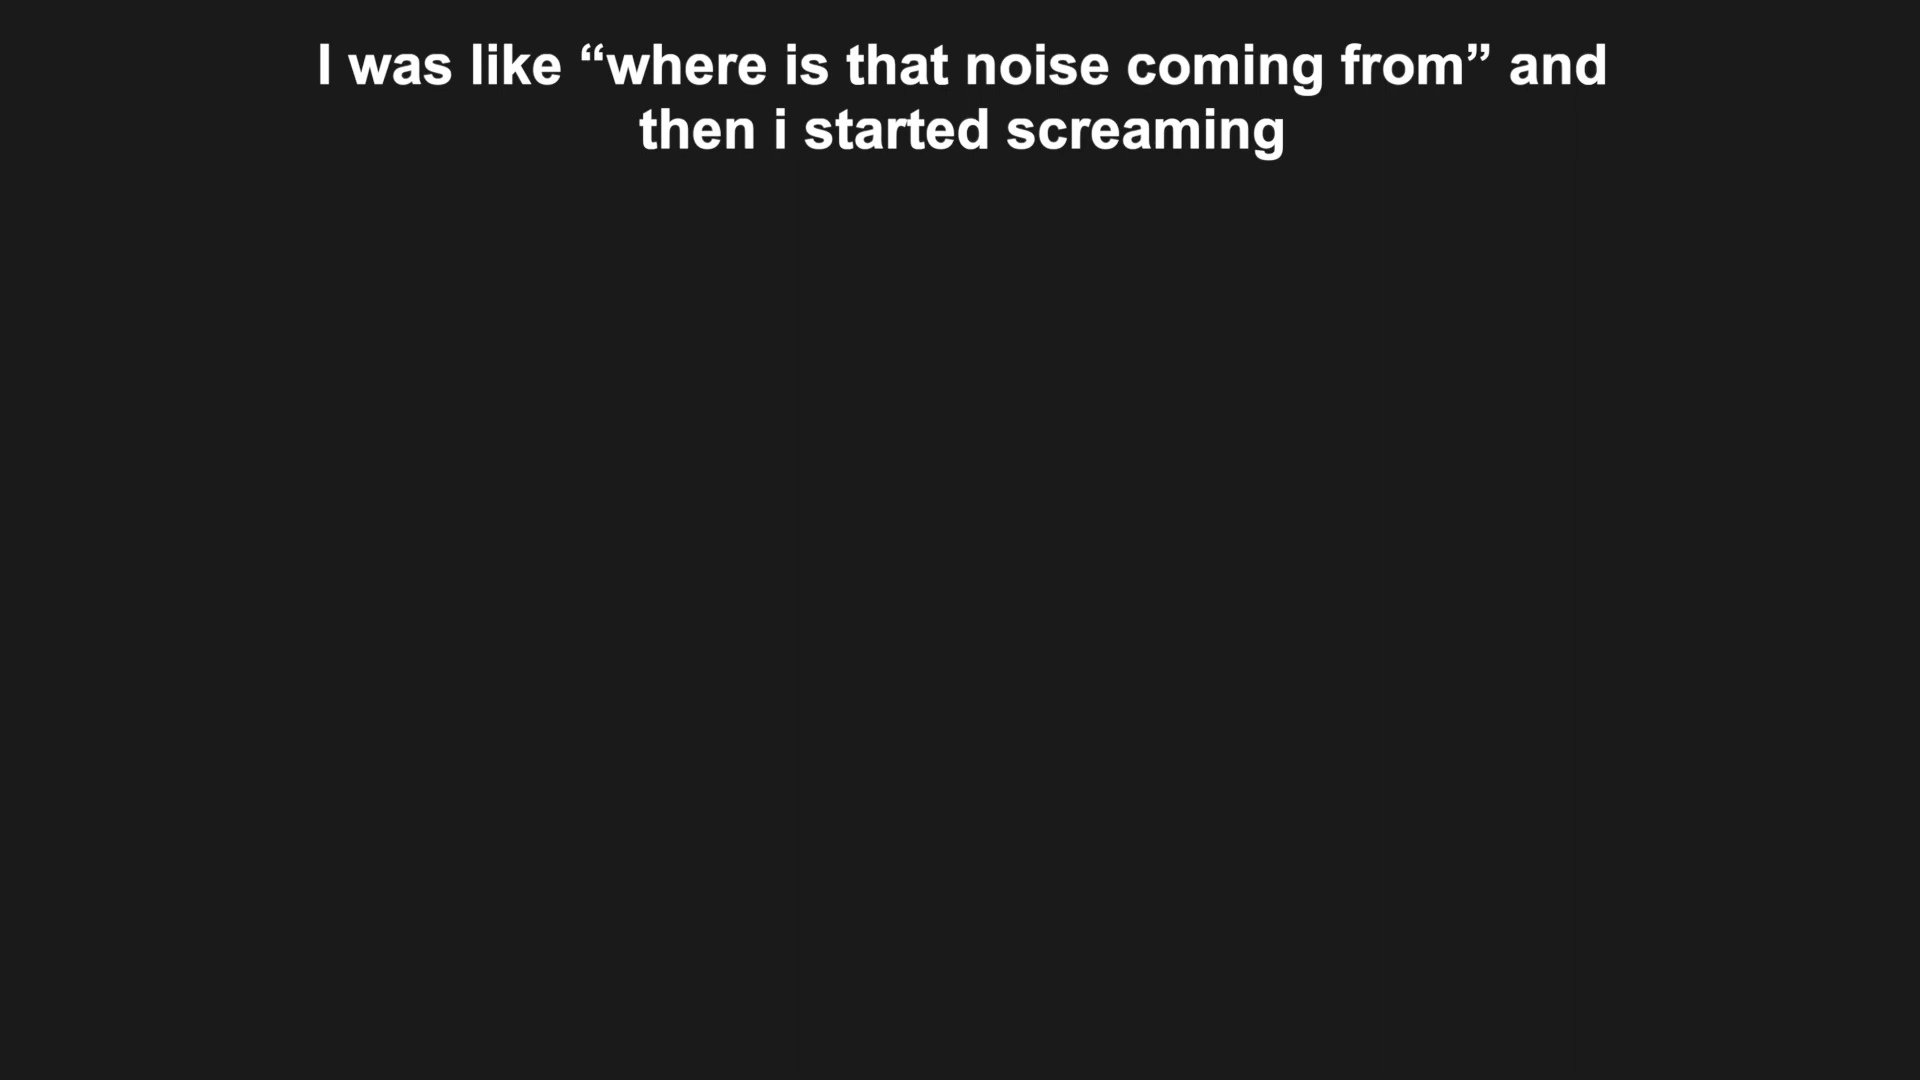 I was like “where is that noise coming from” and
then i started screaming